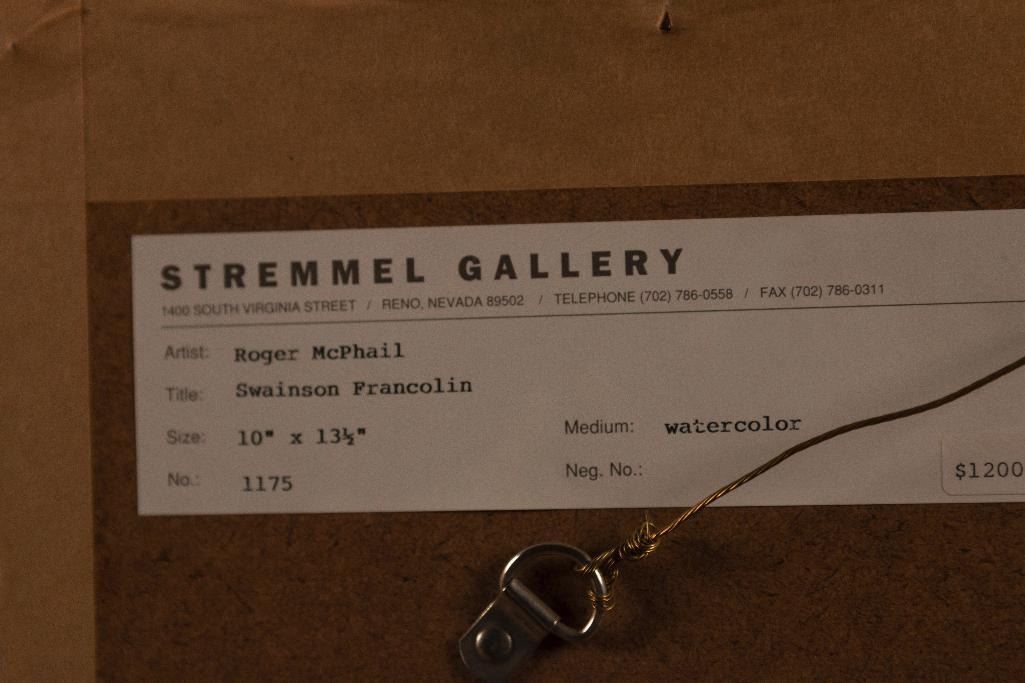 STREMMEL GALLERY
1400 SOUTH VIRGINIA STREET / RENO, NEVADA 89502 / TELEPHONE (702) 786-0558 / FAX (702) 786-0311
Artist: Roger McPhail
Title: Swainson Francolin
Size: 10" x 13½" Medium: watercolor
No.: 1175 Neg. No.:
$1200